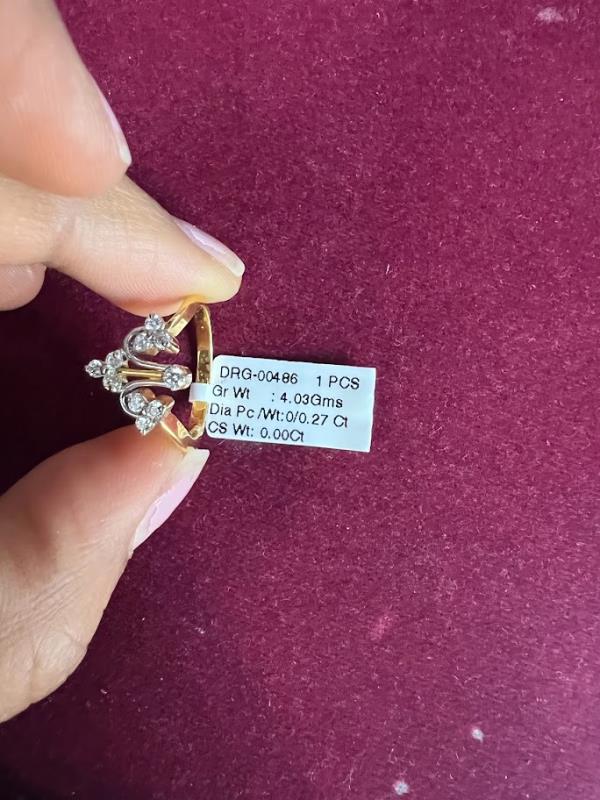 DRG-00486 1 PCS
Gr Wt : 4.03Gms
Dia Pc /Wt:0/0.27 Ct
CS Wt: 0.00Ct